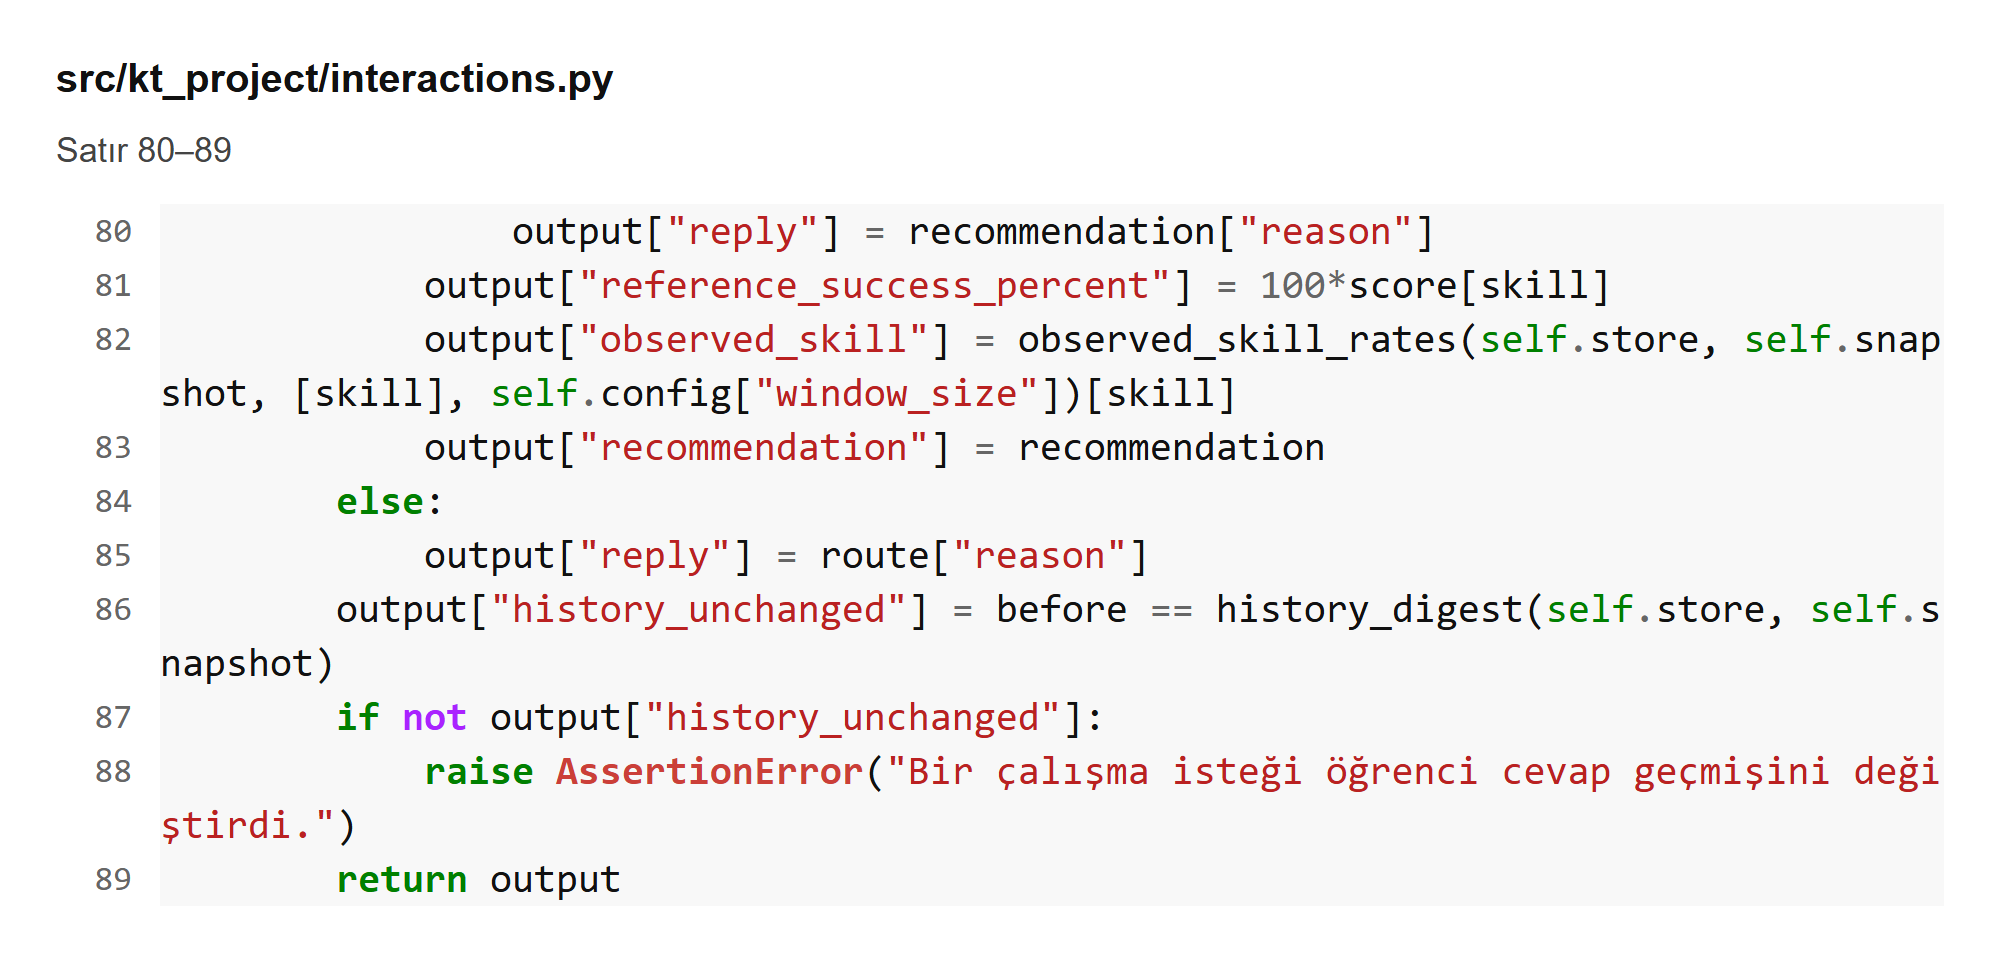 src/kt_project/interactions.py
Satır 80–89
80                 output["reply"] = recommendation["reason"]
81             output["reference_success_percent"] = 100*score[skill]
82             output["observed_skill"] = observed_skill_rates(self.store, self.snap
shot, [skill], self.config["window_size"])[skill]
83             output["recommendation"] = recommendation
84         else:
85             output["reply"] = route["reason"]
86         output["history_unchanged"] = before == history_digest(self.store, self.s
napshot)
87         if not output["history_unchanged"]:
88             raise AssertionError("Bir çalışma isteği öğrenci cevap geçmişini deği
ştirdi.")
89         return output